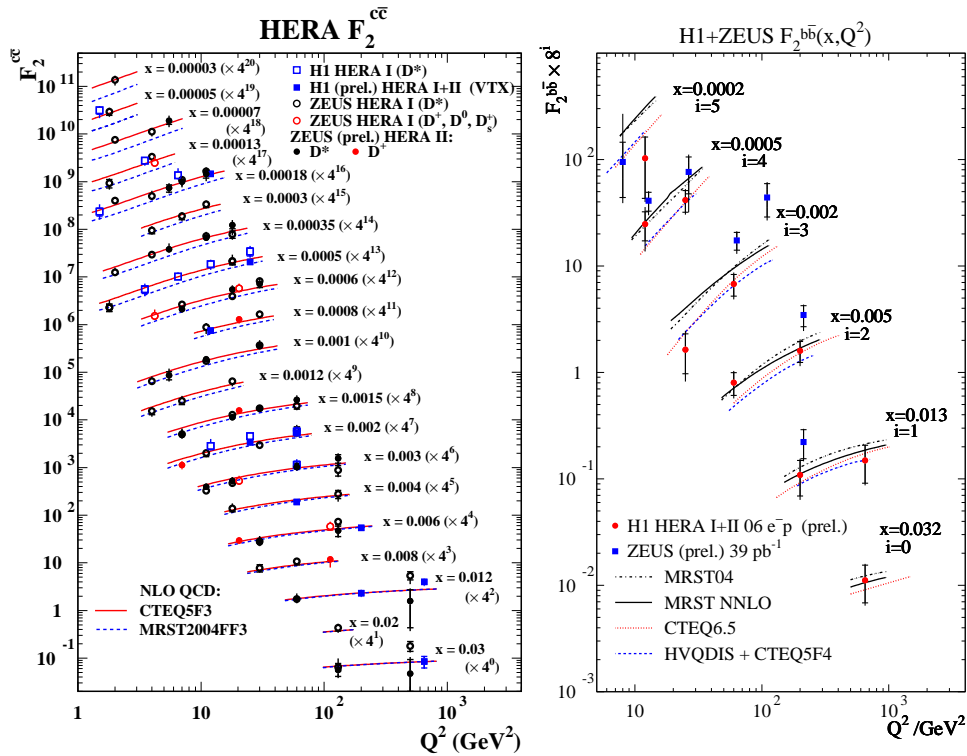 HERA F₂^cc̄
F₂^cc̄
10^11
10^10
10^9
10^8
10^7
10^6
10^5
10^4
10^3
10^2
10
1
10^-1
x = 0.00003 (× 4^20)
x = 0.00005 (× 4^19)
x = 0.00007
(× 4^18)
x = 0.00013
(× 4^17)
x = 0.00018 (× 4^16)
x = 0.0003 (× 4^15)
x = 0.00035 (× 4^14)
x = 0.0005 (× 4^13)
x = 0.0006 (× 4^12)
x = 0.0008 (× 4^11)
x = 0.001 (× 4^10)
x = 0.0012 (× 4^9)
x = 0.0015 (× 4^8)
x = 0.002 (× 4^7)
x = 0.003 (× 4^6)
x = 0.004 (× 4^5)
x = 0.006 (× 4^4)
x = 0.008 (× 4^3)
x = 0.012
(× 4^2)
x = 0.02
(× 4^1)
x = 0.03
(× 4^0)
H1 HERA I (D*)
H1 (prel.) HERA I+II (VTX)
ZEUS HERA I (D*)
ZEUS HERA I (D⁺, D⁰, Dₛ⁺)
ZEUS (prel.) HERA II:
D* D⁺
NLO QCD:
CTEQ5F3
MRST2004FF3
1 10 10^2 10^3
Q² (GeV²)
H1+ZEUS F₂^bb̄(x,Q²)
F₂^bb̄ × 8^i
10^2
10
1
10^-1
10^-2
10^-3
x=0.0002
i=5
x=0.0005
i=4
x=0.002
i=3
x=0.005
i=2
x=0.013
i=1
x=0.032
i=0
H1 HERA I+II 06 e⁻p (prel.)
ZEUS (prel.) 39 pb⁻¹
MRST04
MRST NNLO
CTEQ6.5
HVQDIS + CTEQ5F4
10 10^2 10^3
Q² /GeV²